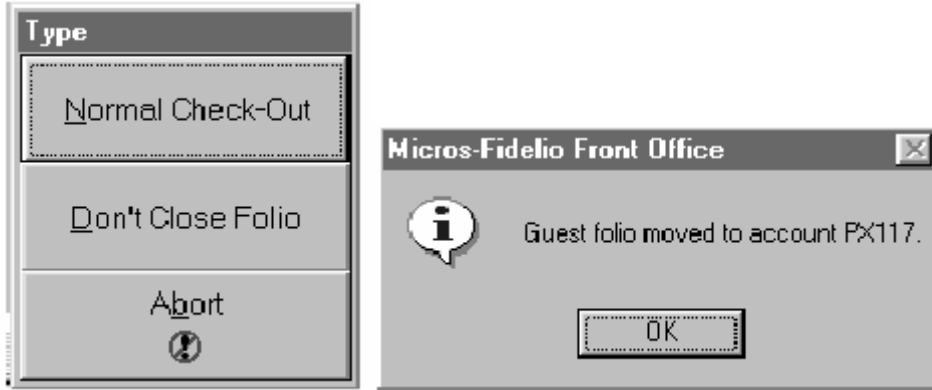 Type
Normal Check-Out
Don't Close Folio
Abort
Micros-Fidelio Front Office
Guest folio moved to account PX117.
OK